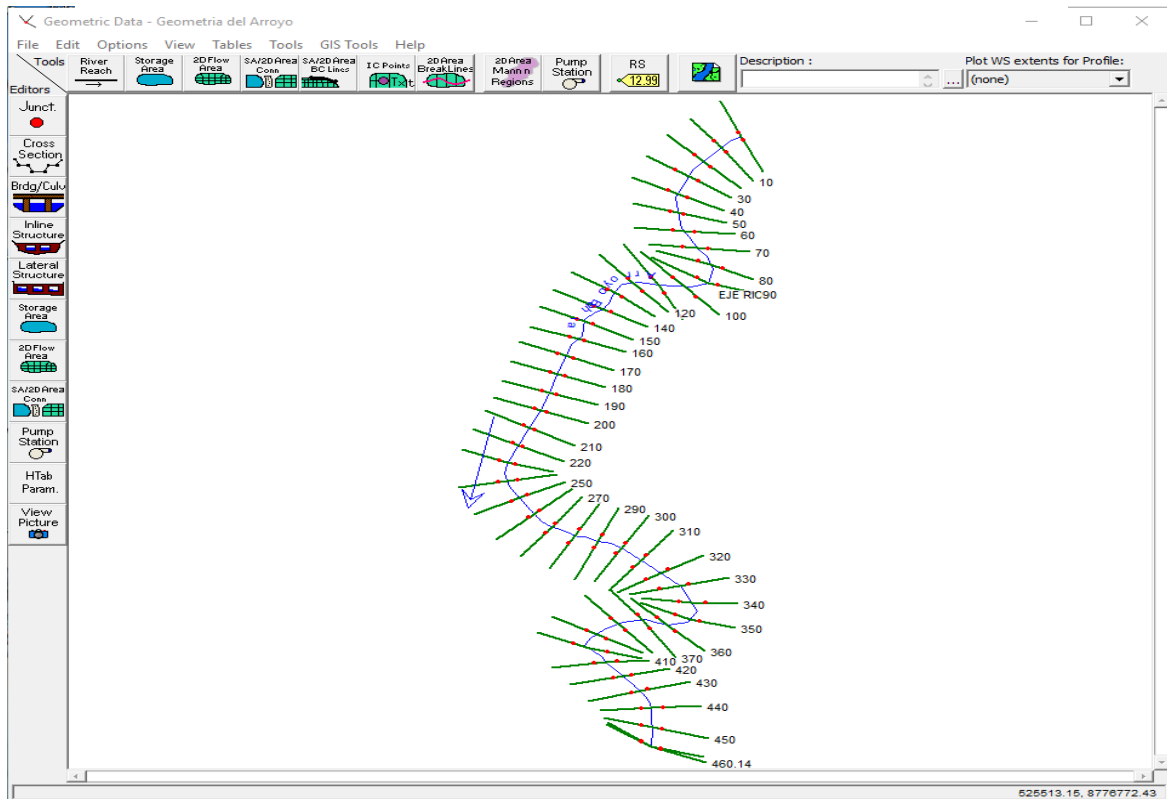 Geometric Data - Geometria del Arroyo
File Edit Options View Tables Tools GIS Tools Help
Tools
Editors
River
Reach
Storage
Area
2D Flow
Area
SA/2D Area
Conn
SA/2D Area
BC Lines
IC Points
2D Area
BreakLines
2D Area
Mann n
Regions
Pump
Station
RS
12.99
Description :
...
Plot WS extents for Profile:
(none)
Junct.
Cross
Section
Brdg/Culv
Inline
Structure
Lateral
Structure
Storage
Area
2D Flow
Area
SA/2D Area
Conn
Pump
Station
HTab
Param.
View
Picture
10
30
40
50
60
70
80
EJE RIC90
100
120
140
150
160
170
180
190
200
210
220
250
270
290
300
310
320
330
340
350
360
370
410
420
430
440
450
460.14
525513.15, 8776772.43